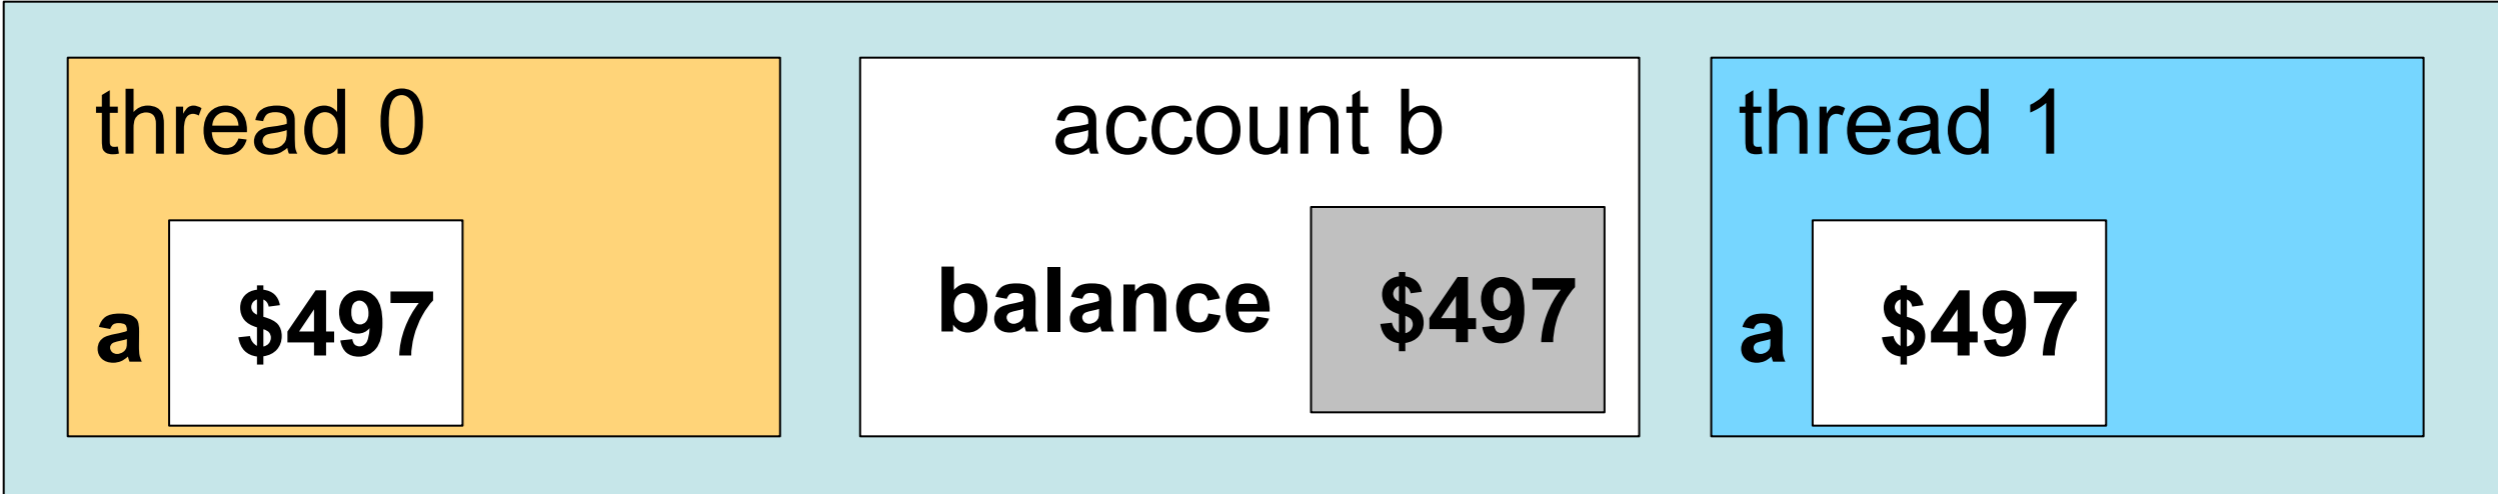 thread 0
a $497
account b
balance $497
thread 1
a $497